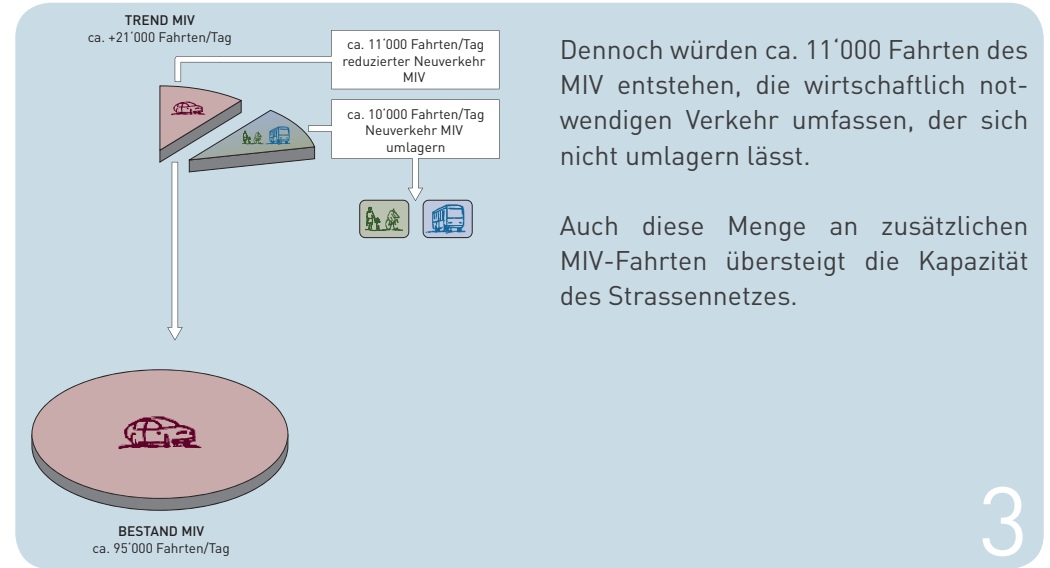 TREND MIV
ca. +21‘000 Fahrten/Tag
ca. 11‘000 Fahrten/Tag
reduzierter Neuverkehr
MIV
ca. 10‘000 Fahrten/Tag
Neuverkehr MIV
umlagern
BESTAND MIV
ca. 95‘000 Fahrten/Tag
Dennoch würden ca. 11‘000 Fahrten des
MIV entstehen, die wirtschaftlich not-
wendigen Verkehr umfassen, der sich
nicht umlagern lässt.
Auch diese Menge an zusätzlichen
MIV-Fahrten übersteigt die Kapazität
des Strassennetzes.
3